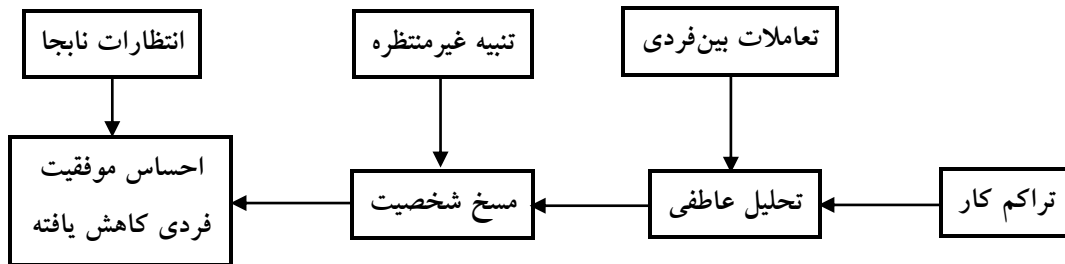 تعاملات بین‌فردی
تنبیه غیرمنتظره
انتظارات نابجا
تراکم کار
تحلیل عاطفی
مسخ شخصیت
احساس موفقیت
فردی کاهش یافته